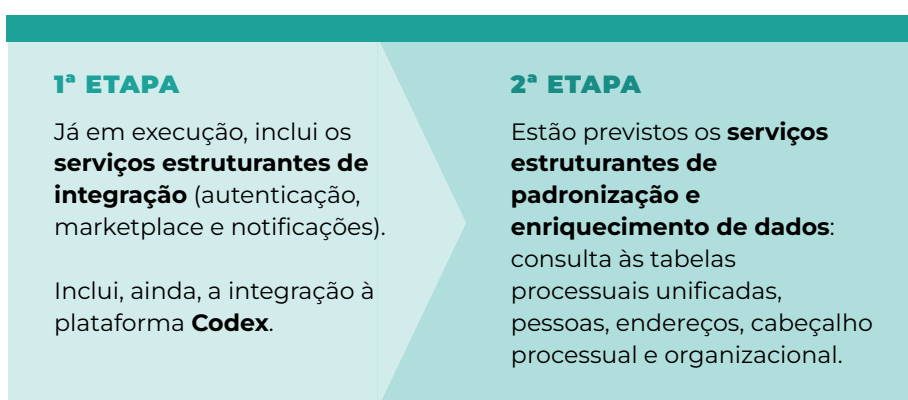 1ª ETAPA
Já em execução, inclui os
serviços estruturantes de
integração (autenticação,
marketplace e notificações).
Inclui, ainda, a integração à
plataforma Codex.
2ª ETAPA
Estão previstos os serviços
estruturantes de
padronização e
enriquecimento de dados:
consulta às tabelas
processuais unificadas,
pessoas, endereços, cabeçalho
processual e organizacional.